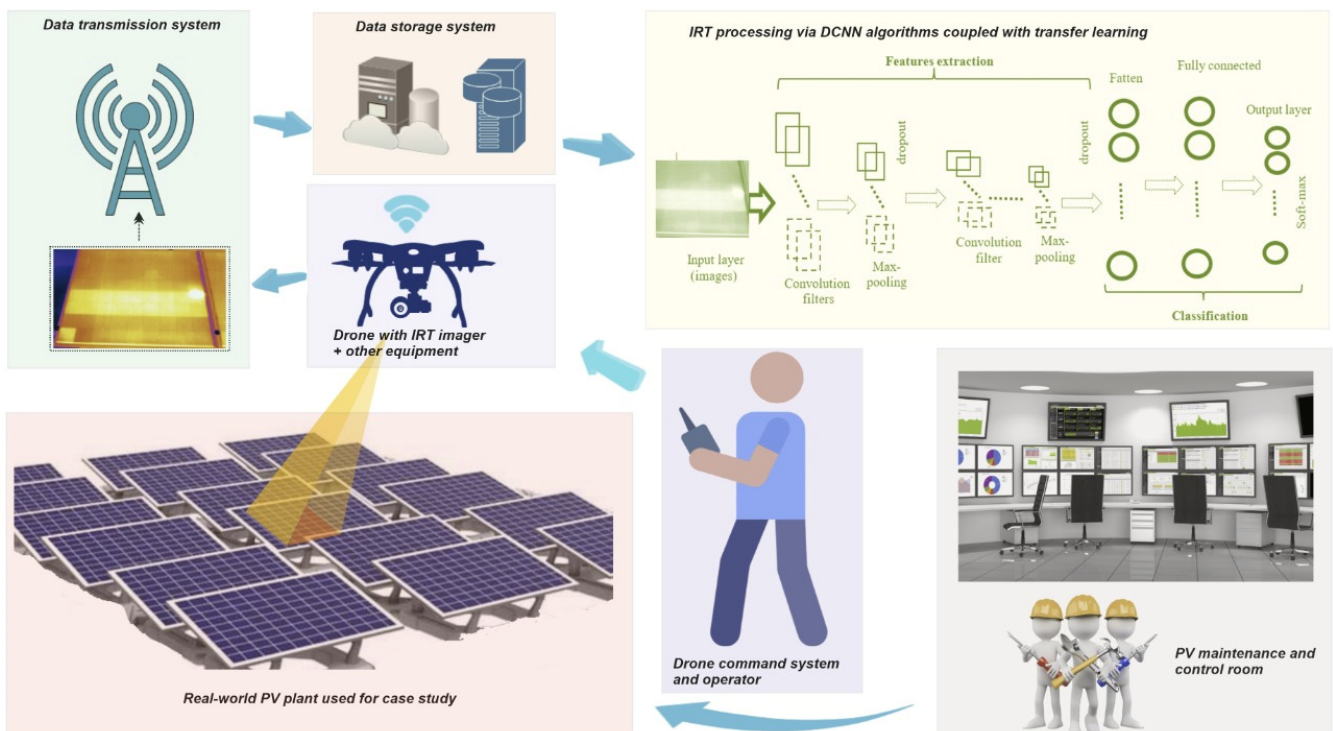 Data transmission system
Data storage system
IRT processing via DCNN algorithms coupled with transfer learning
Features extraction
Fatten
Fully connected
Output layer
dropout
dropout
Soft-max
Input layer
(images)
Convolution
filters
Max-
pooling
Convolution
filter
Max-
pooling
Classification
Drone with IRT imager
+ other equipment
Drone command system
and operator
PV maintenance and
control room
Real-world PV plant used for case study